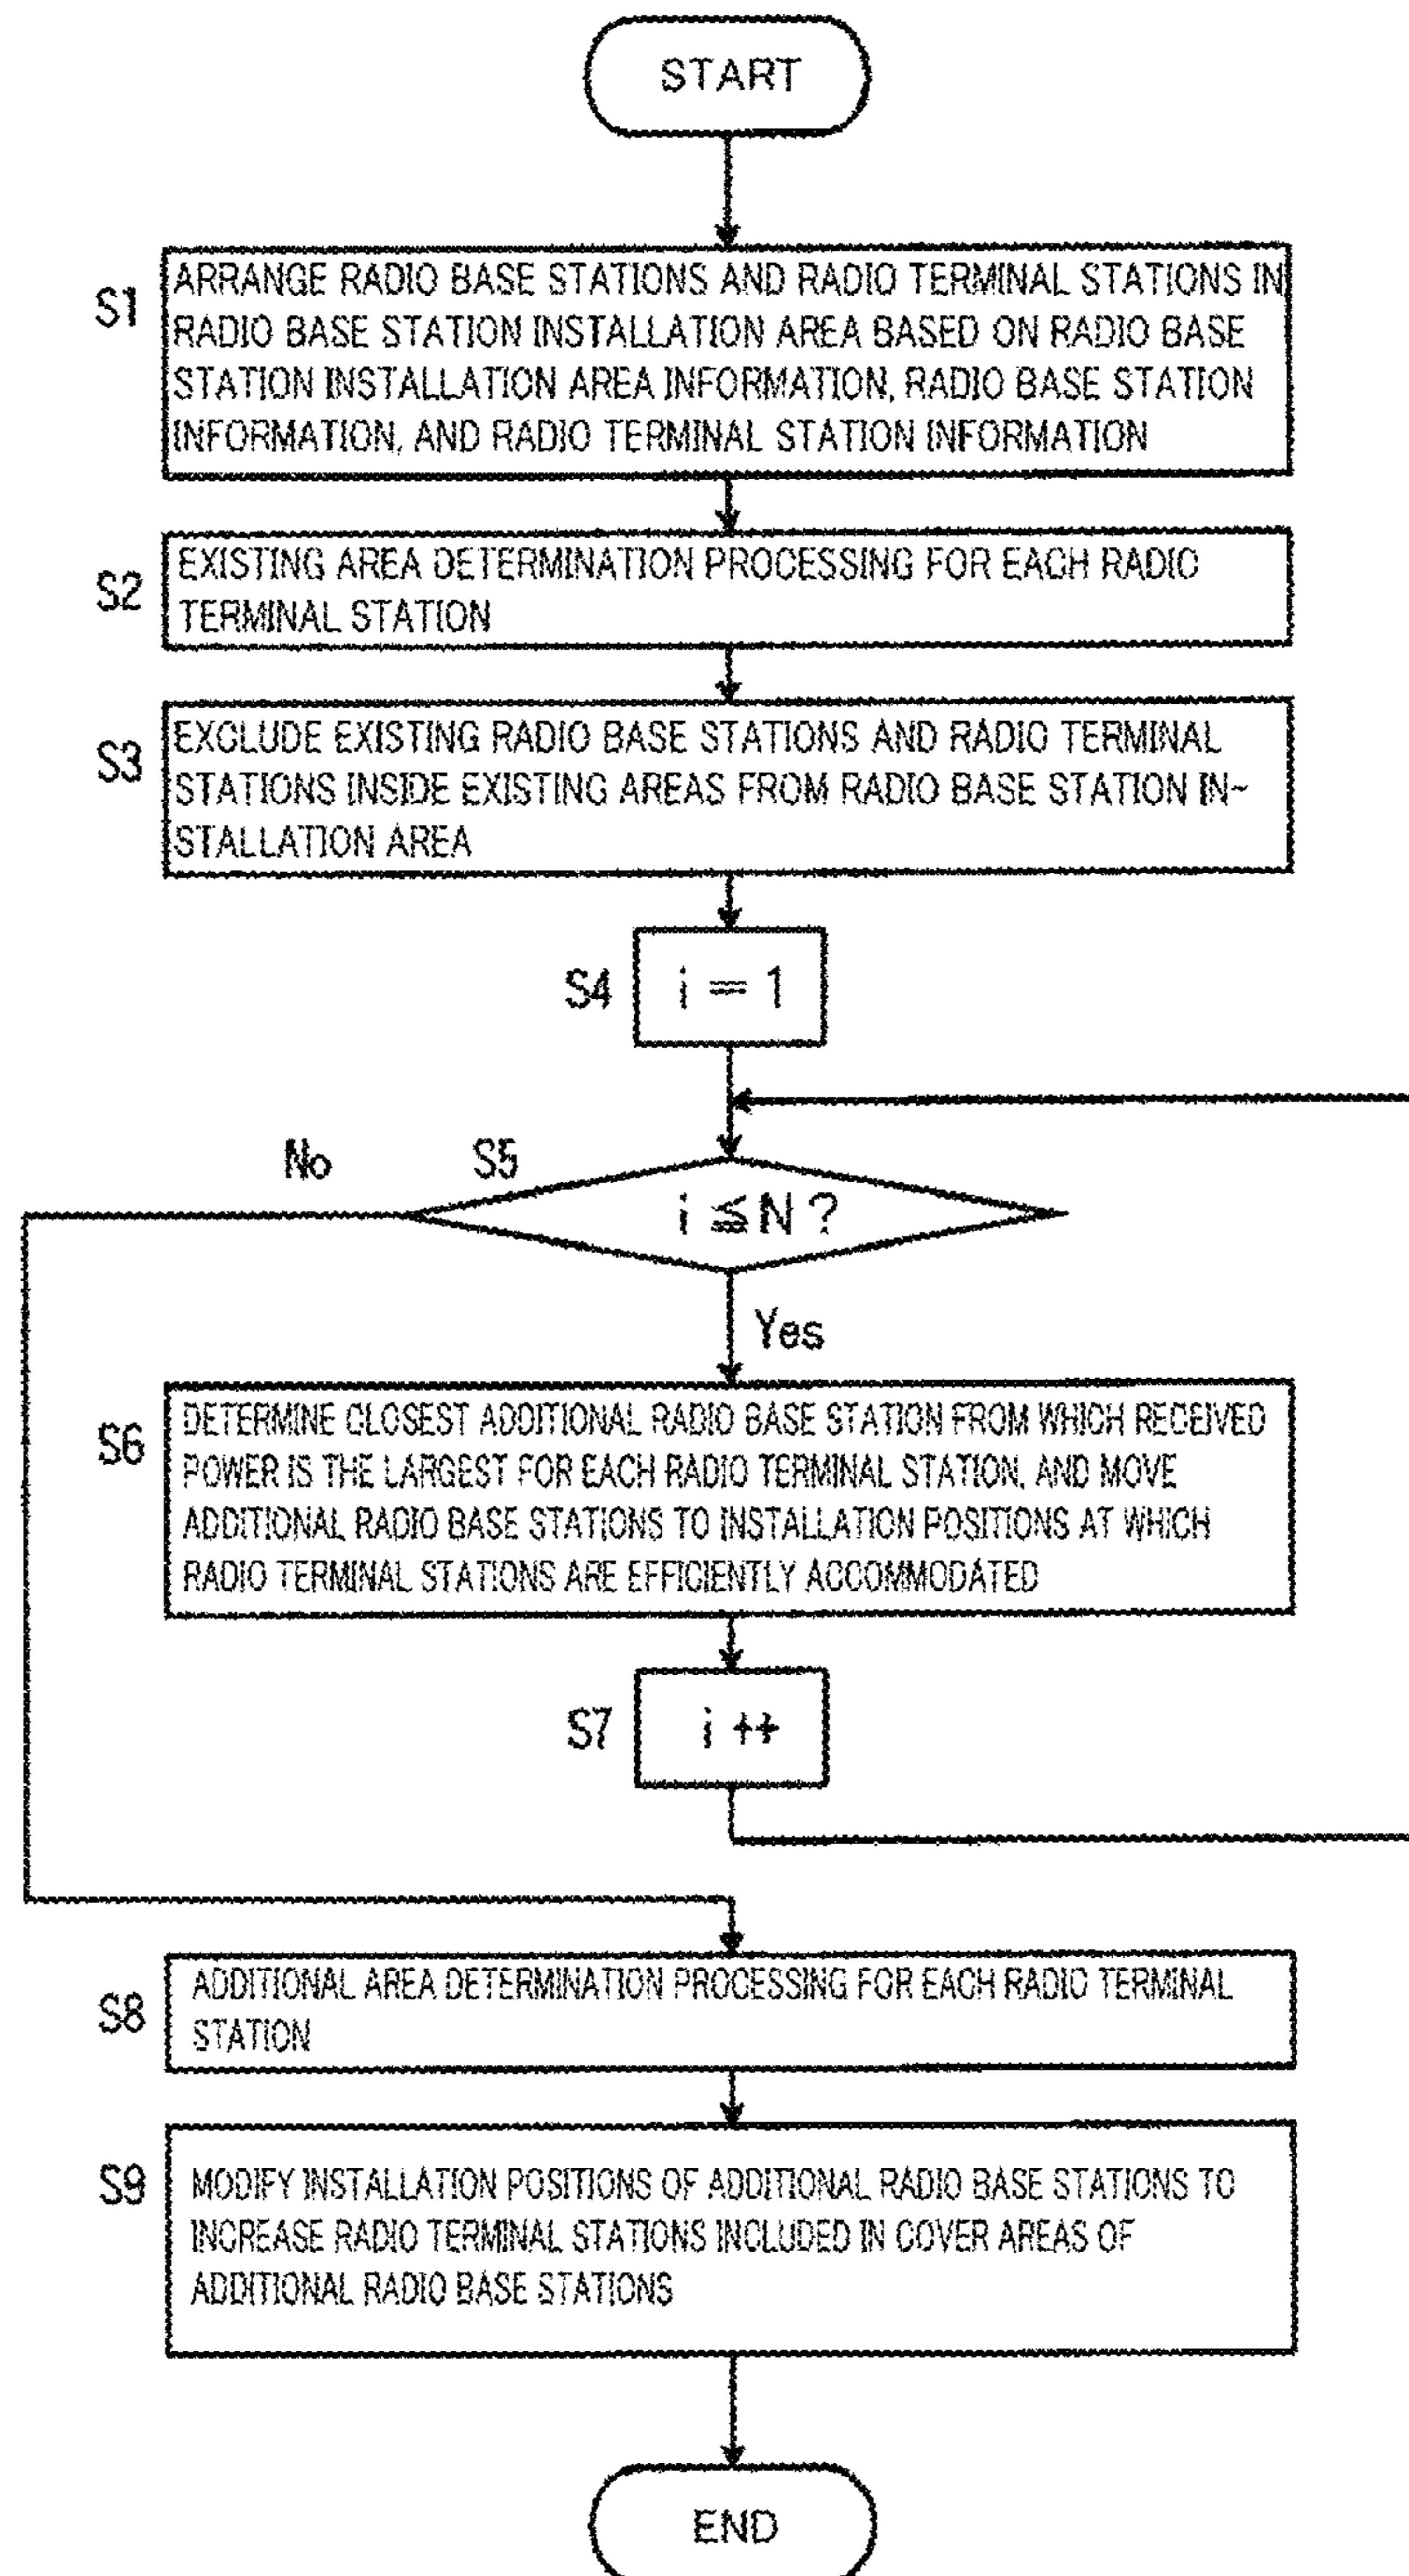 START
S1
ARRANGE RADIO BASE STATIONS AND RADIO TERMINAL STATIONS IN
RADIO BASE STATION INSTALLATION AREA BASED ON RADIO BASE
STATION INSTALLATION AREA INFORMATION, RADIO BASE STATION
INFORMATION, AND RADIO TERMINAL STATION INFORMATION
S2
EXISTING AREA DETERMINATION PROCESSING FOR EACH RADIO
TERMINAL STATION
S3
EXCLUDE EXISTING RADIO BASE STATIONS AND RADIO TERMINAL
STATIONS INSIDE EXISTING AREAS FROM RADIO BASE STATION IN-
STALLATION AREA
S4
i = 1
No
S5
i ≦ N ?
Yes
S6
DETERMINE CLOSEST ADDITIONAL RADIO BASE STATION FROM WHICH RECEIVED
POWER IS THE LARGEST FOR EACH RADIO TERMINAL STATION, AND MOVE
ADDITIONAL RADIO BASE STATIONS TO INSTALLATION POSITIONS AT WHICH
RADIO TERMINAL STATIONS ARE EFFICIENTLY ACCOMMODATED
S7
i ++
S8
ADDITIONAL AREA DETERMINATION PROCESSING FOR EACH RADIO TERMINAL
STATION
S9
MODIFY INSTALLATION POSITIONS OF ADDITIONAL RADIO BASE STATIONS TO
INCREASE RADIO TERMINAL STATIONS INCLUDED IN COVER AREAS OF
ADDITIONAL RADIO BASE STATIONS
END